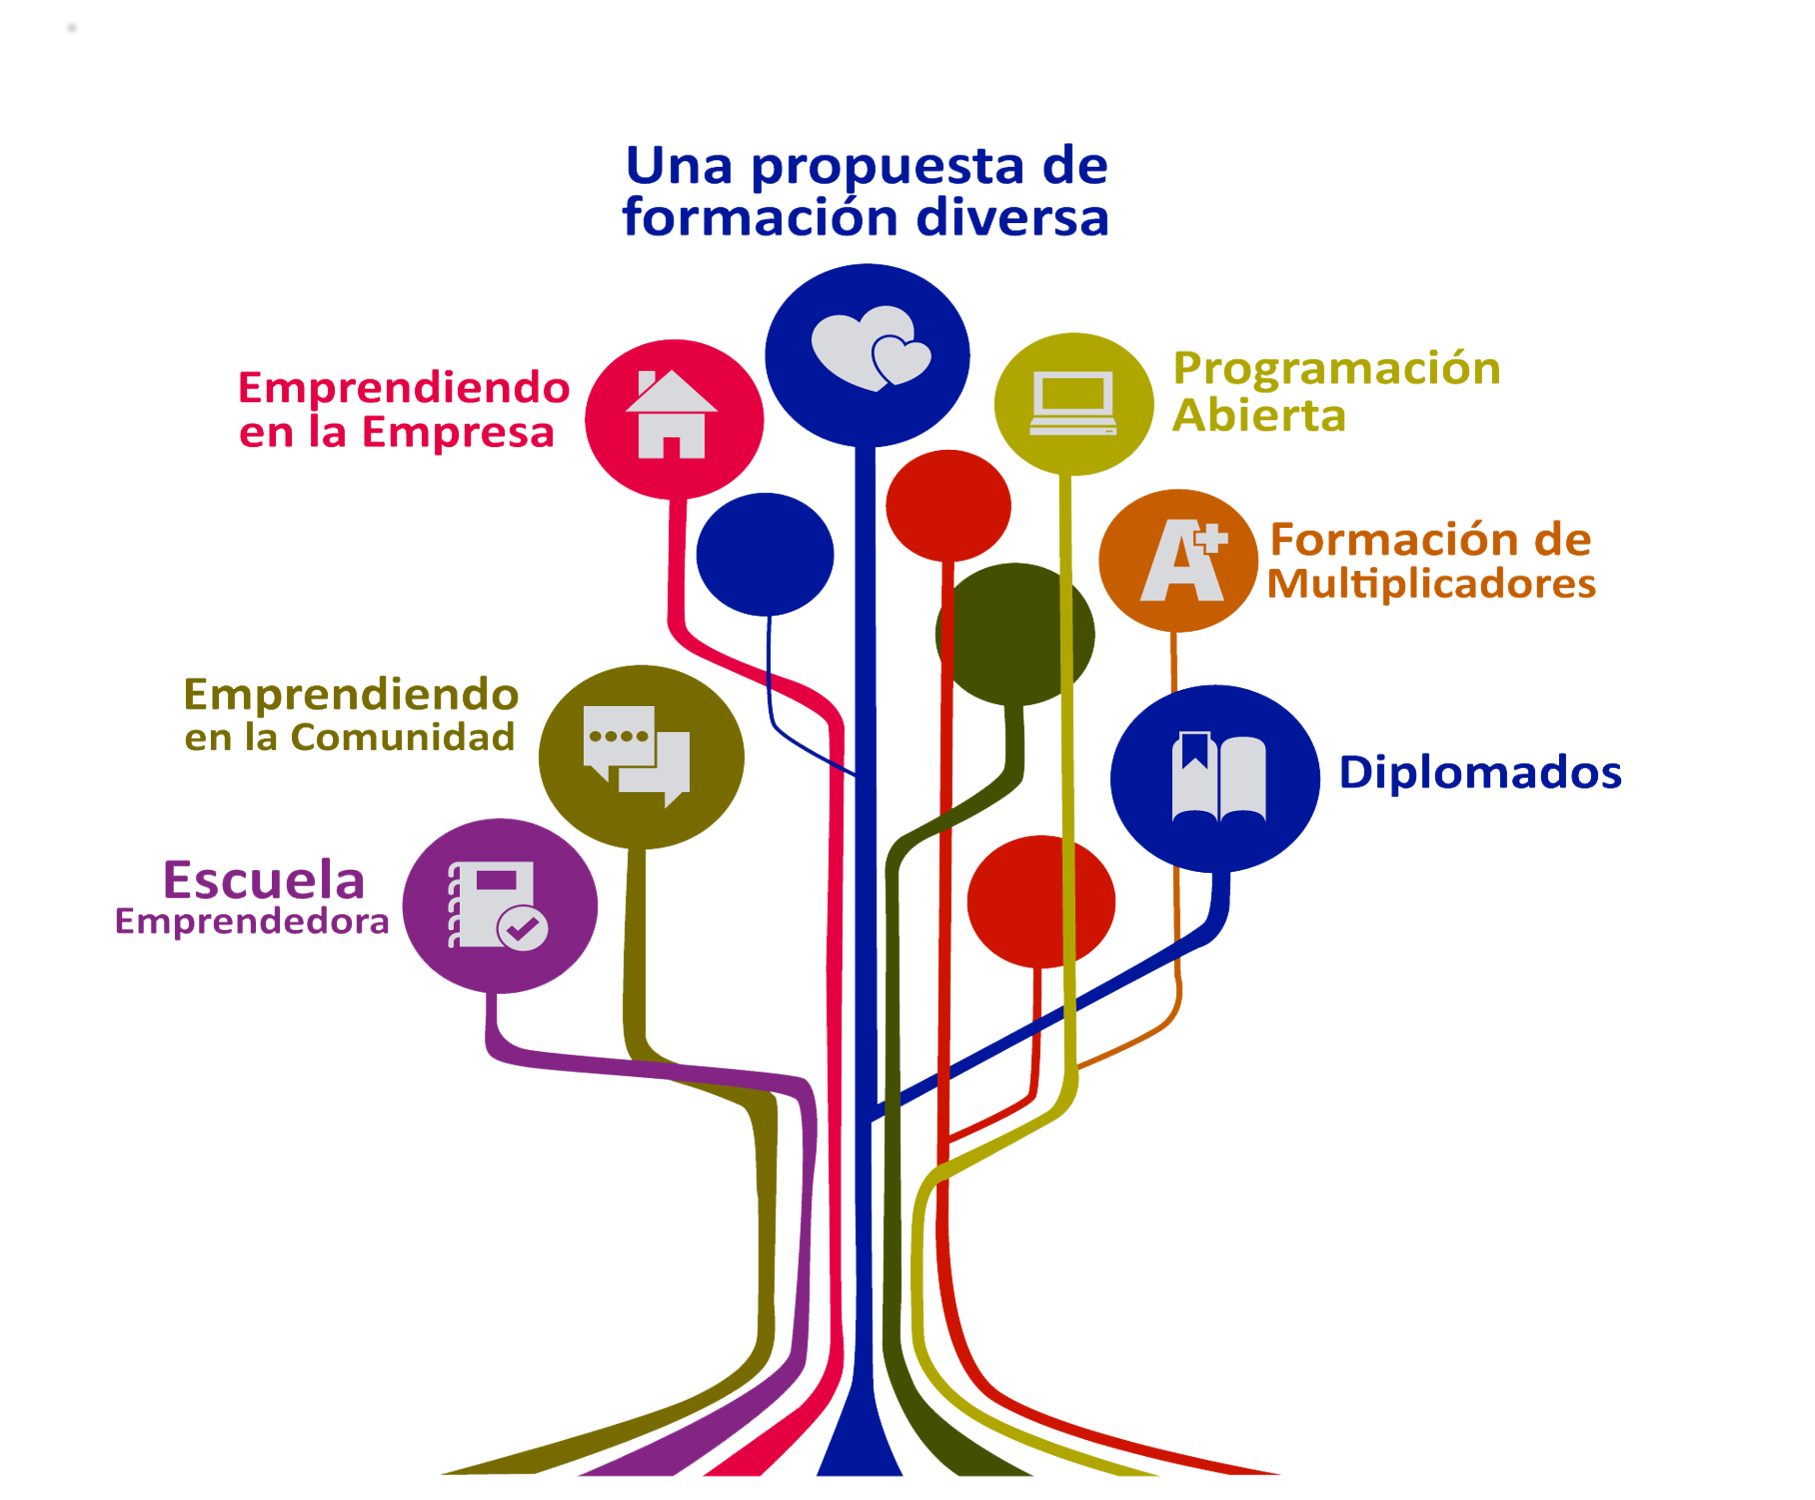 Una propuesta de
formación diversa
Emprendiendo
en la Empresa
Programación
Abierta
A+
Formación de
Multiplicadores
Emprendiendo
en la Comunidad
Diplomados
Escuela
Emprendedora